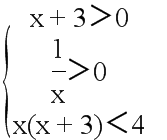 x + 3 > 0
1/x > 0
x(x + 3) < 4